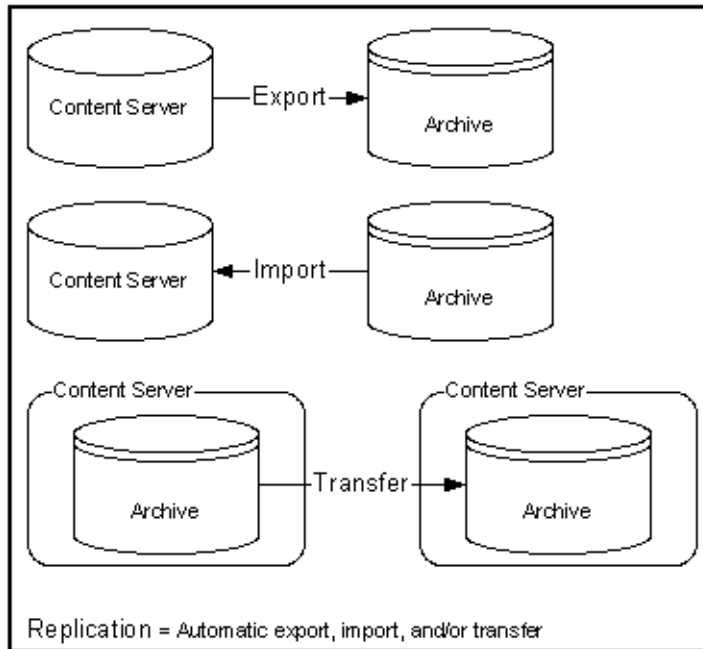 Content Server
Export
Archive
Content Server
Import
Archive
Content Server
Content Server
Archive
Transfer
Archive
Replication = Automatic export, import, and/or transfer